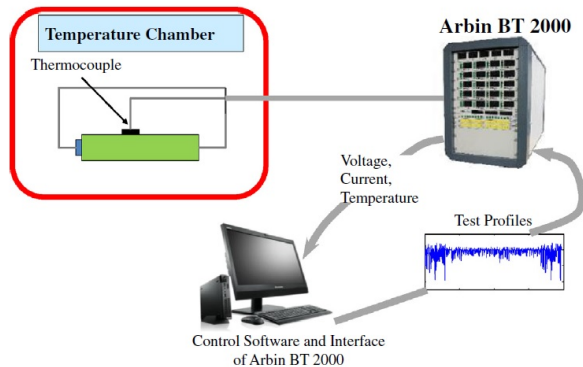 Temperature Chamber
Thermocouple
Arbin BT 2000
Voltage,
Current,
Temperature
Test Profiles
Control Software and Interface
of Arbin BT 2000